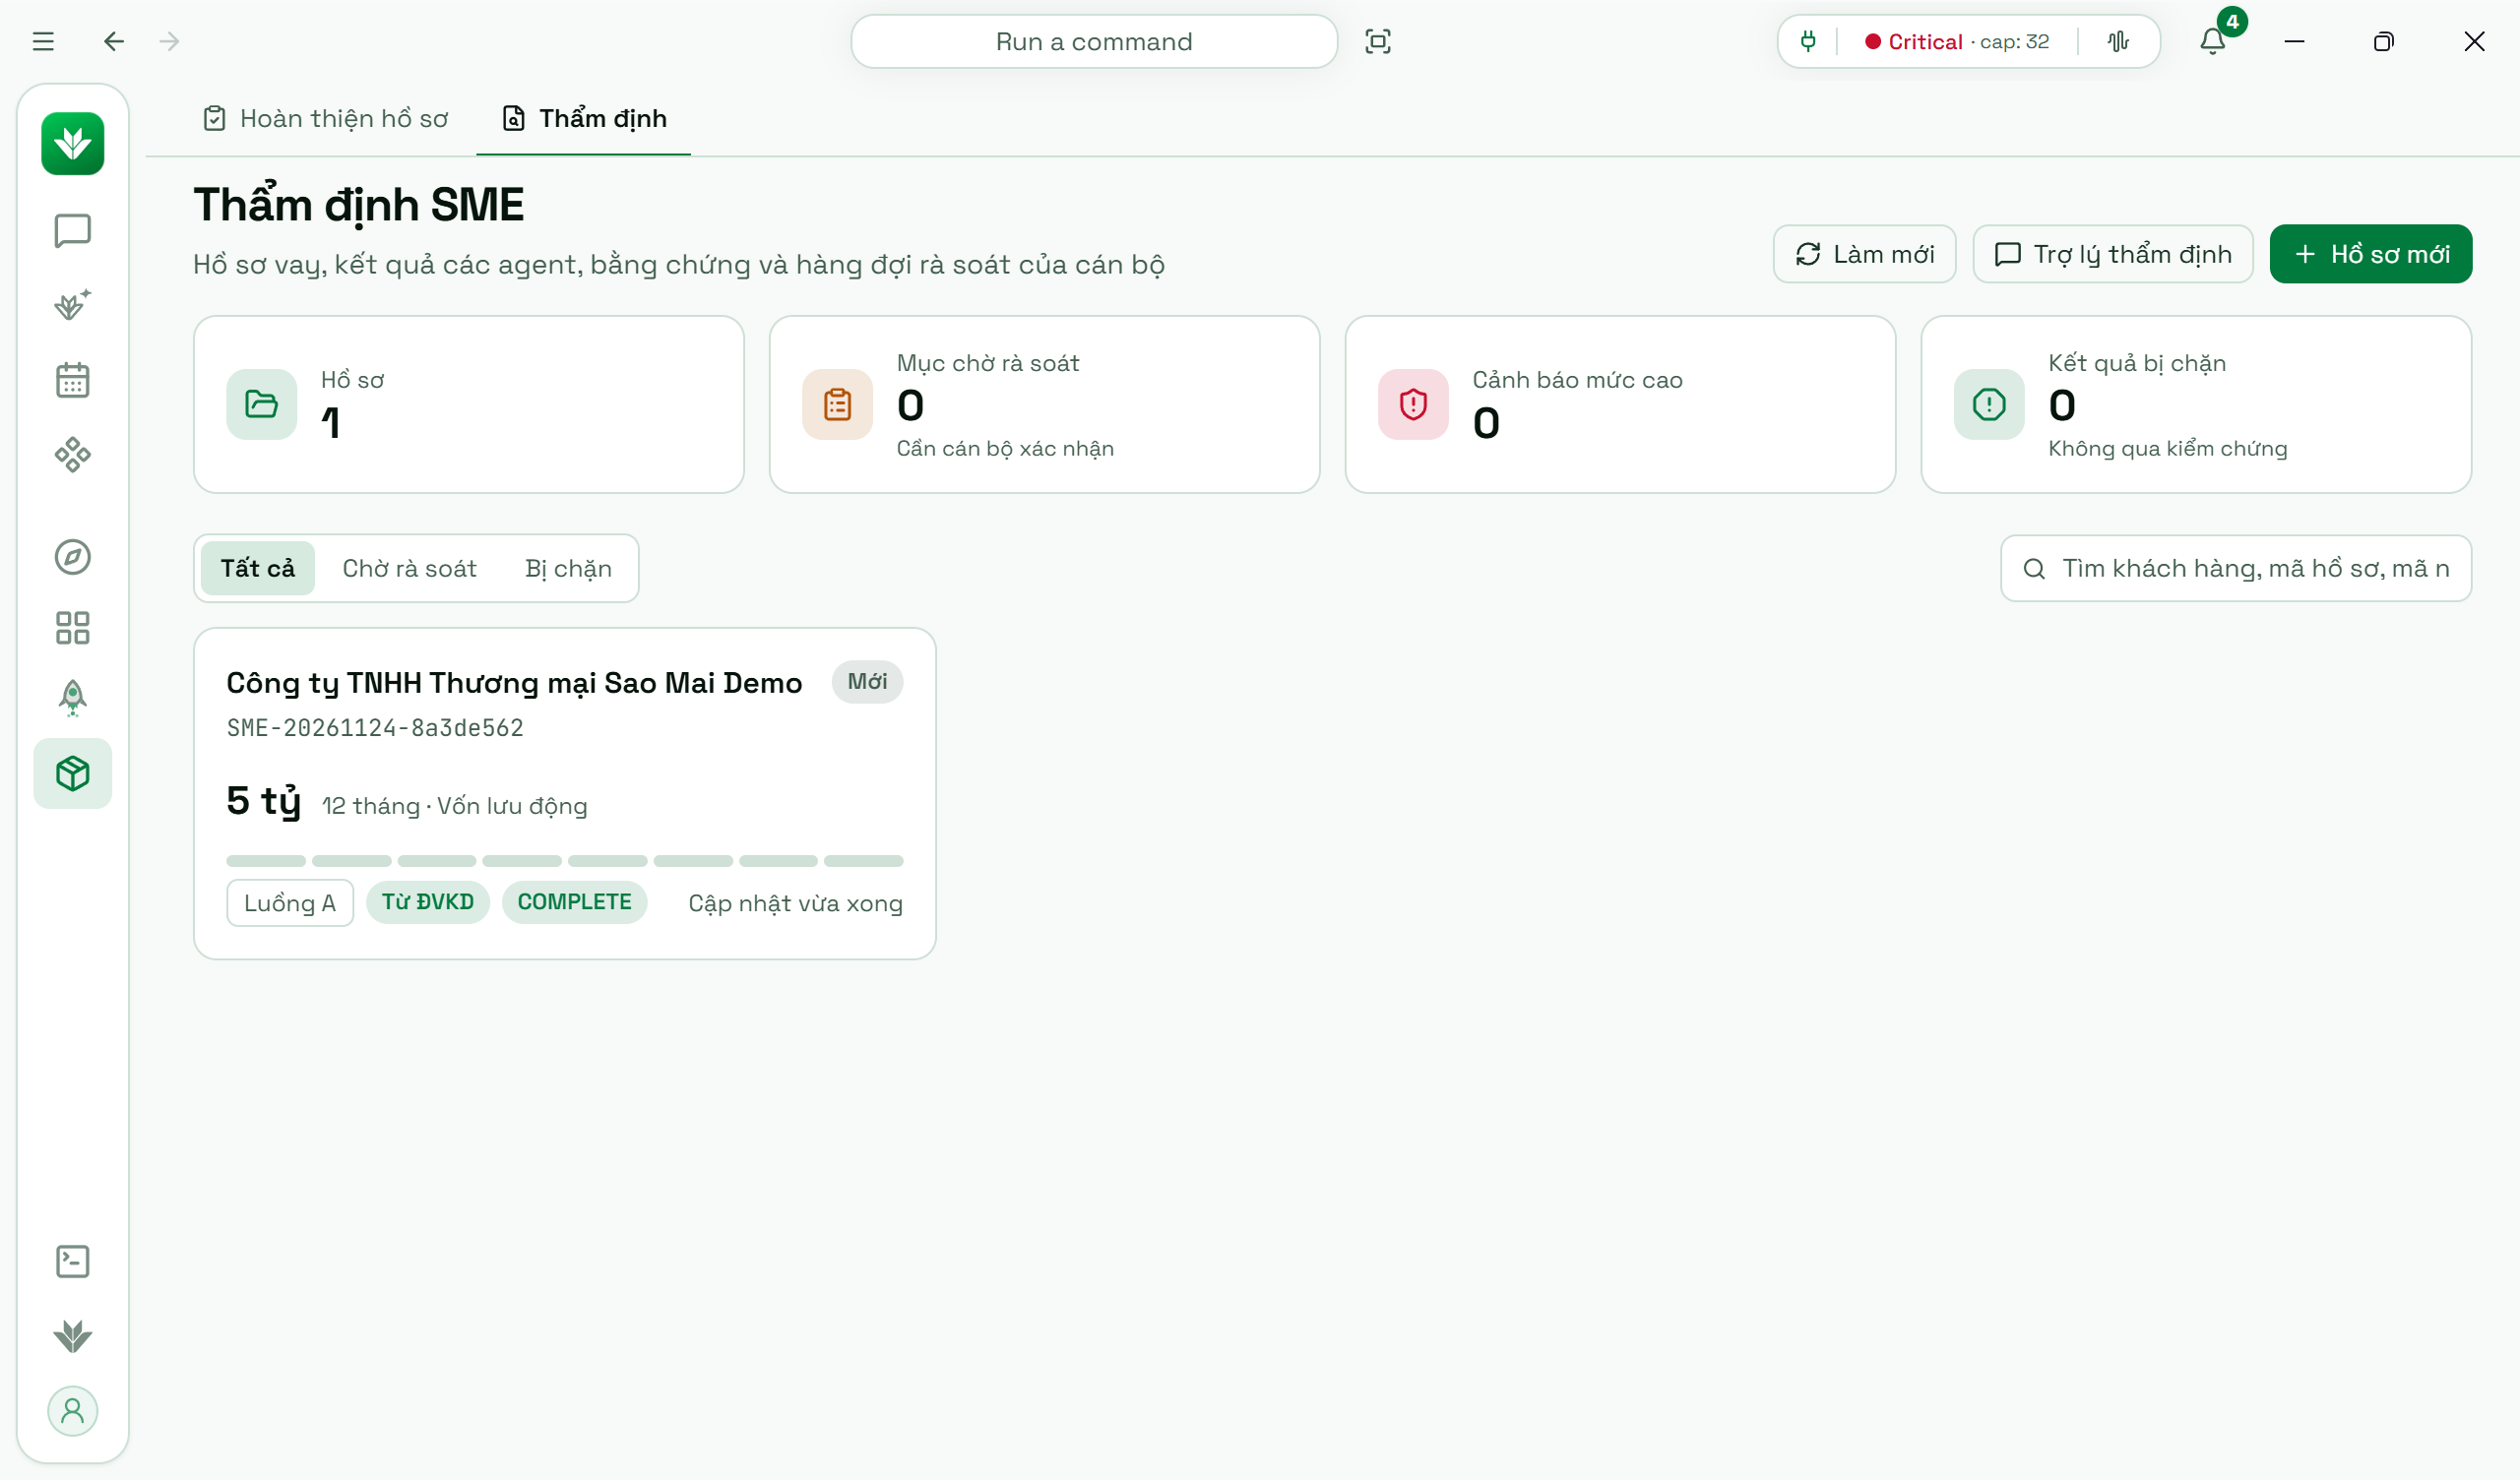 Run a command
Critical · cap: 32
4
Hoàn thiện hồ sơ
Thẩm định
Thẩm định SME
Hồ sơ vay, kết quả các agent, bằng chứng và hàng đợi rà soát của cán bộ
Làm mới
Trợ lý thẩm định
Hồ sơ mới
Hồ sơ
1
Mục chờ rà soát
0
Cần cán bộ xác nhận
Cảnh báo mức cao
0
Kết quả bị chặn
0
Không qua kiểm chứng
Tất cả
Chờ rà soát
Bị chặn
Tìm khách hàng, mã hồ sơ, mã n
Công ty TNHH Thương mại Sao Mai Demo
Mới
SME-20261124-8a3de562
5 tỷ 12 tháng · Vốn lưu động
Luồng A
Từ ĐVKD
COMPLETE
Cập nhật vừa xong